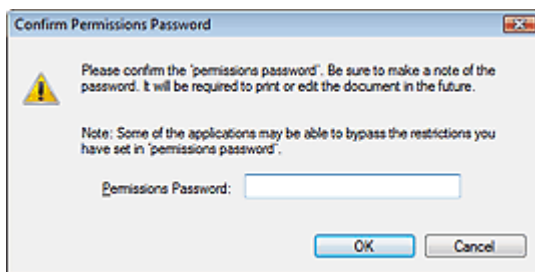 Confirm Permissions Password
Please confirm the 'permissions password'. Be sure to make a note of the
password. It will be required to print or edit the document in the future.
Note: Some of the applications may be able to bypass the restrictions you
have set in 'permissions password'.
Permissions Password:
OK Cancel